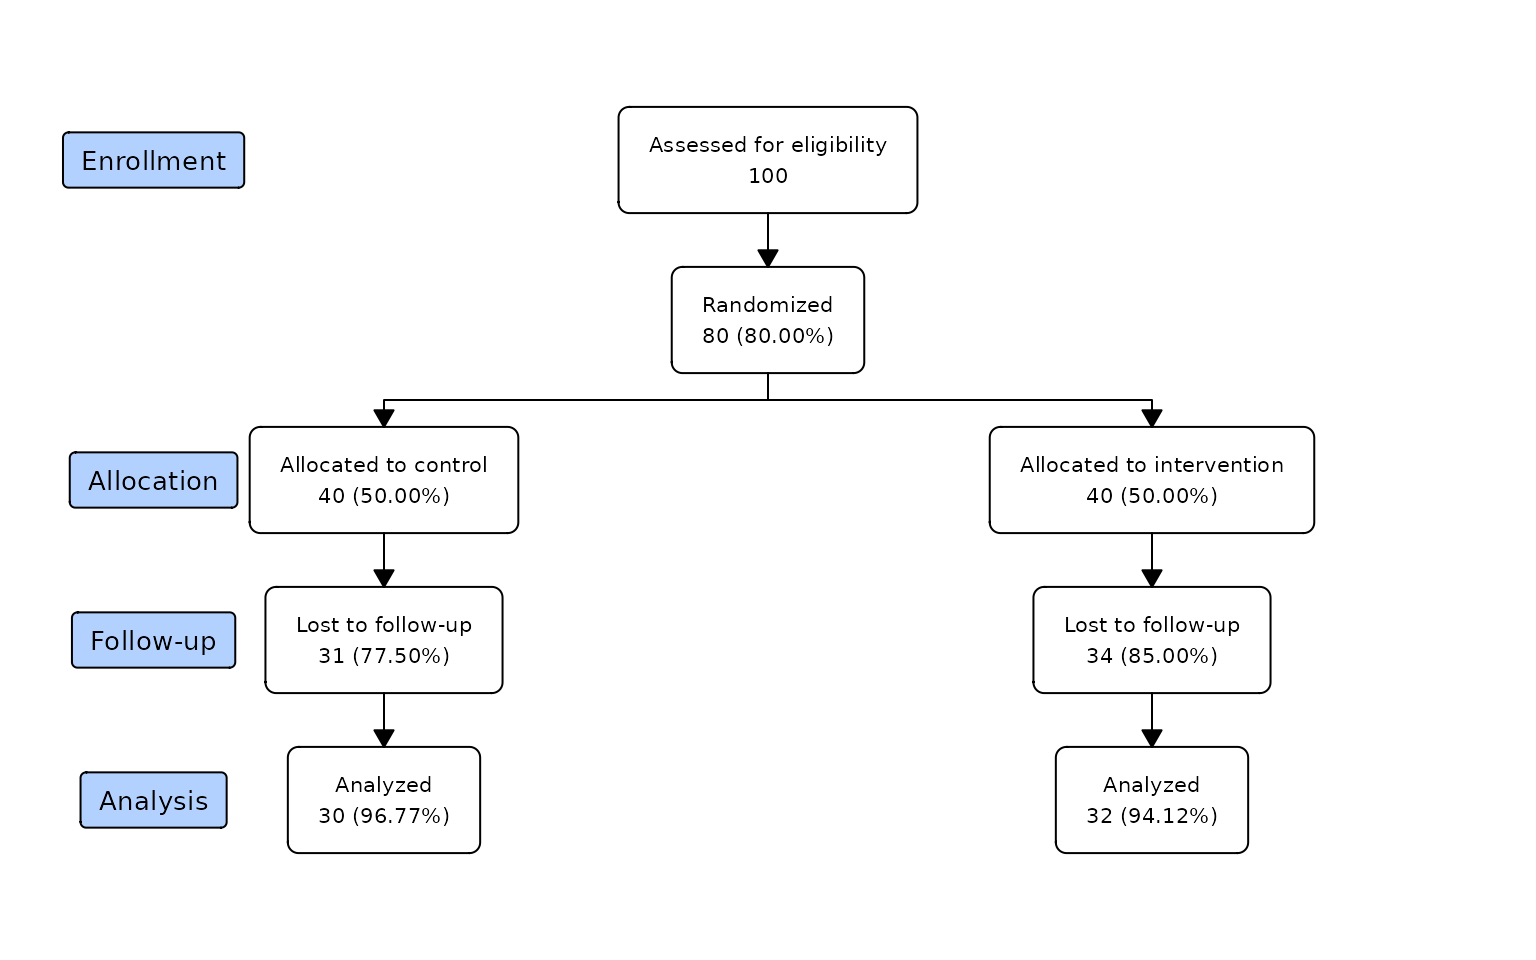 Enrollment
Assessed for eligibility
100
Randomized
80 (80.00%)
Allocation
Allocated to control
40 (50.00%)
Allocated to intervention
40 (50.00%)
Follow-up
Lost to follow-up
31 (77.50%)
Lost to follow-up
34 (85.00%)
Analysis
Analyzed
30 (96.77%)
Analyzed
32 (94.12%)